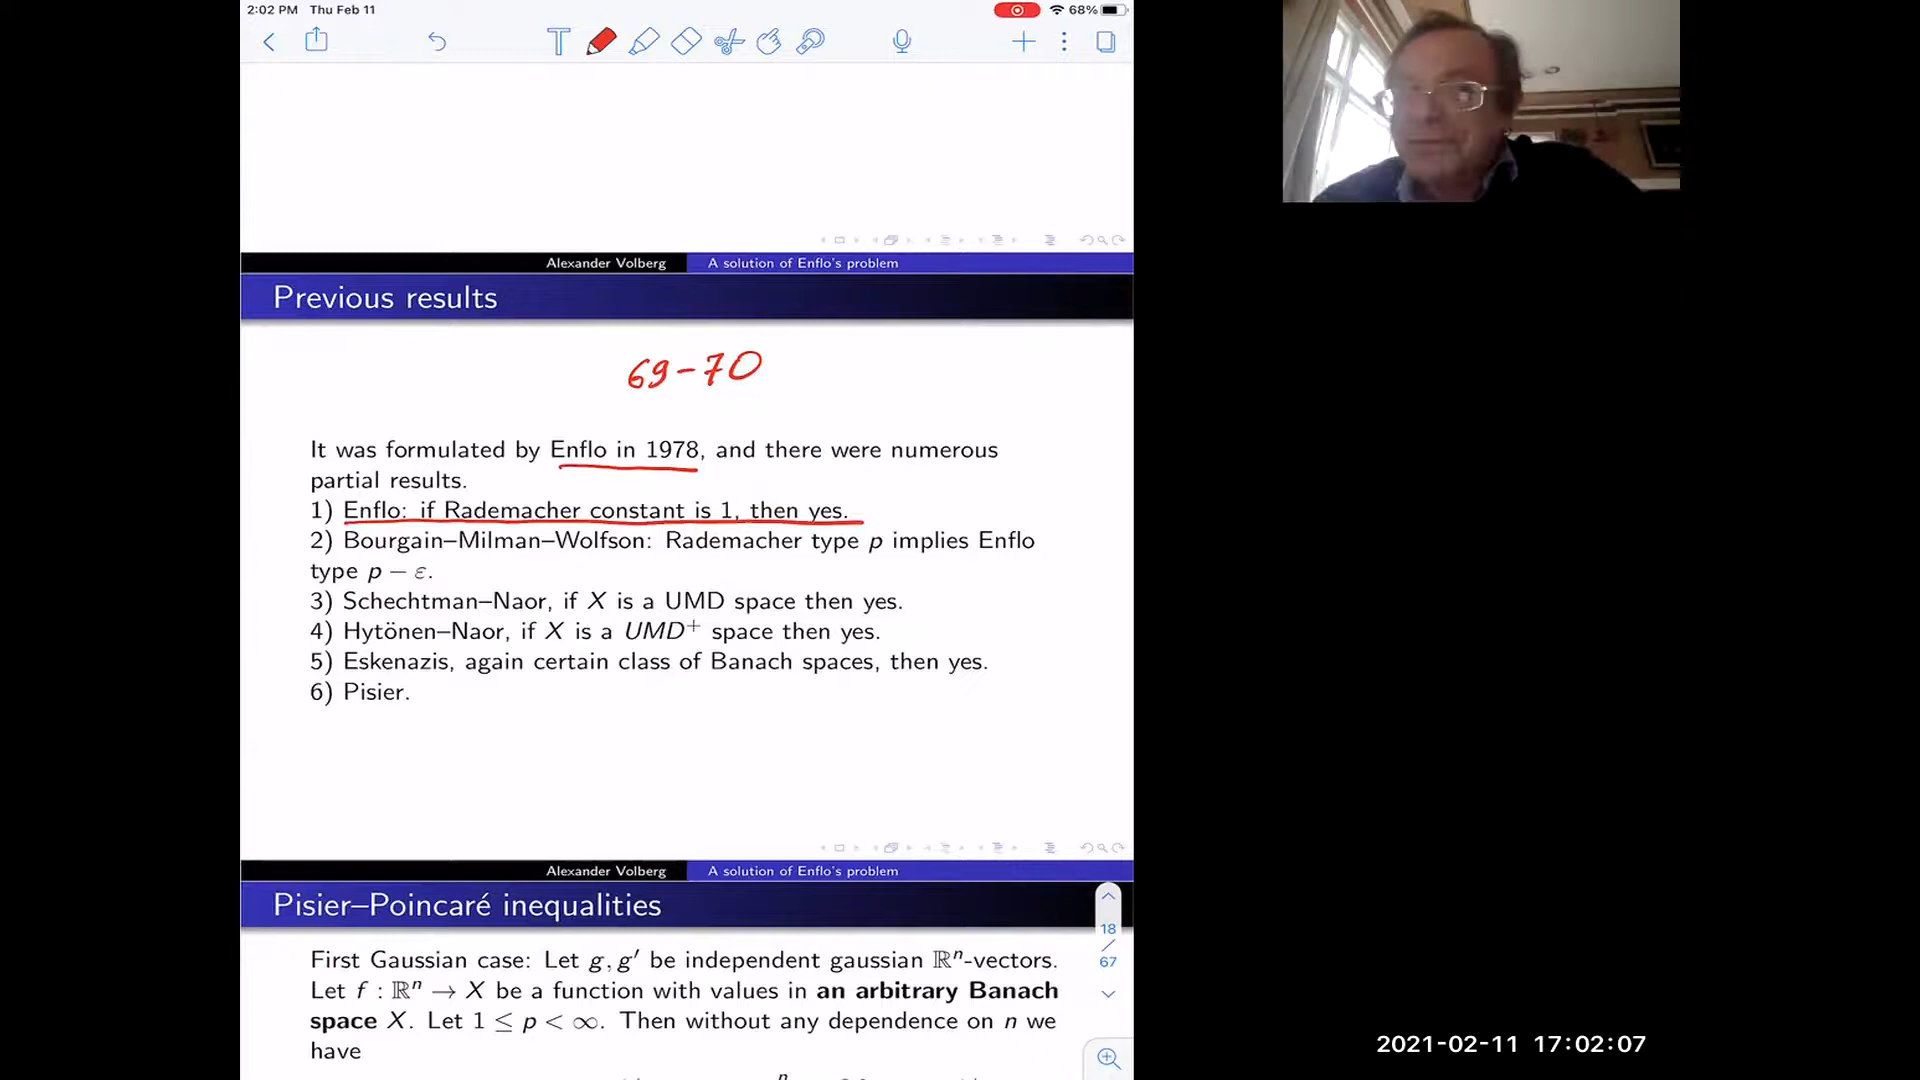 2:02 PM Thu Feb 11
68%
Alexander Volberg A solution of Enflo's problem
Previous results
69-70
It was formulated by Enflo in 1978, and there were numerous
partial results.
1) Enflo: if Rademacher constant is 1, then yes.
2) Bourgain–Milman–Wolfson: Rademacher type p implies Enflo
type p − ε.
3) Schechtman–Naor, if X is a UMD space then yes.
4) Hytönen–Naor, if X is a UMD⁺ space then yes.
5) Eskenazis, again certain class of Banach spaces, then yes.
6) Pisier.
Alexander Volberg A solution of Enflo's problem
Pisier–Poincaré inequalities
18
/
67
First Gaussian case: Let g, g′ be independent gaussian ℝⁿ-vectors.
Let f : ℝⁿ → X be a function with values in an arbitrary Banach
space X. Let 1 ≤ p < ∞. Then without any dependence on n we
have
n
2021-02-11 17:02:07